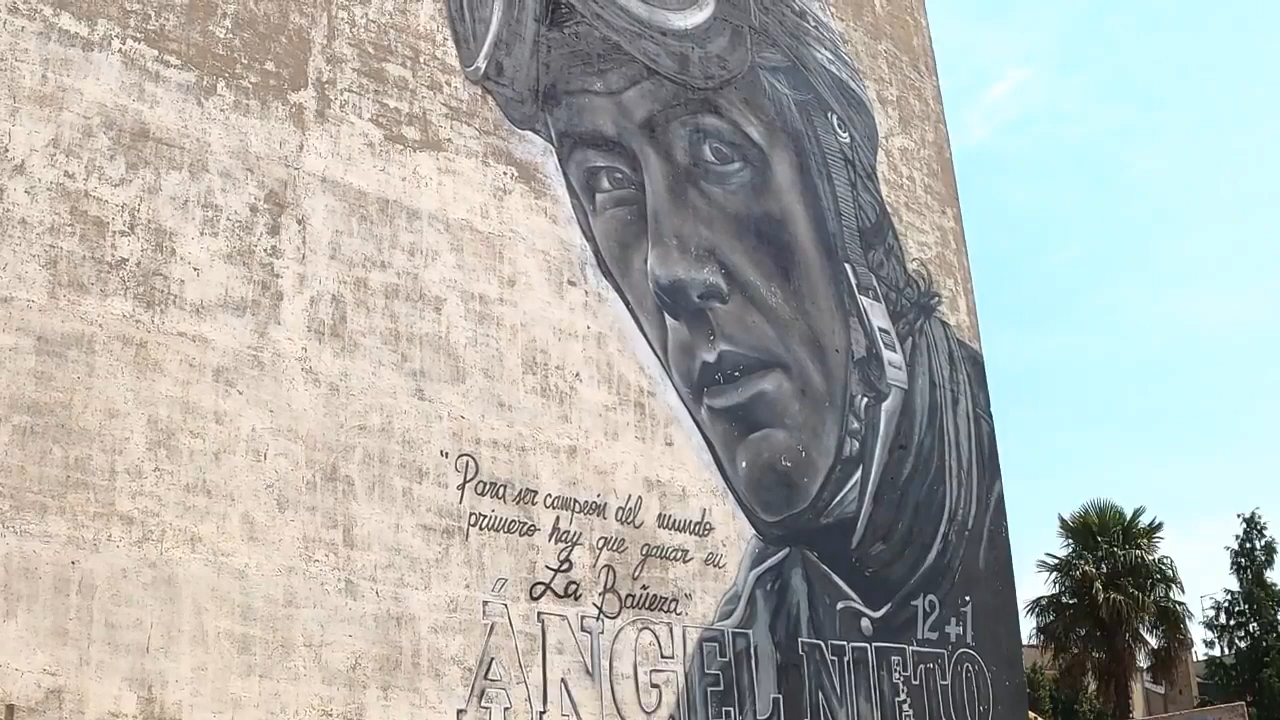 "Para ser campeón del mundo
primero hay que ganar en
La Bañeza".
12+1
ÁNGEL NIETO